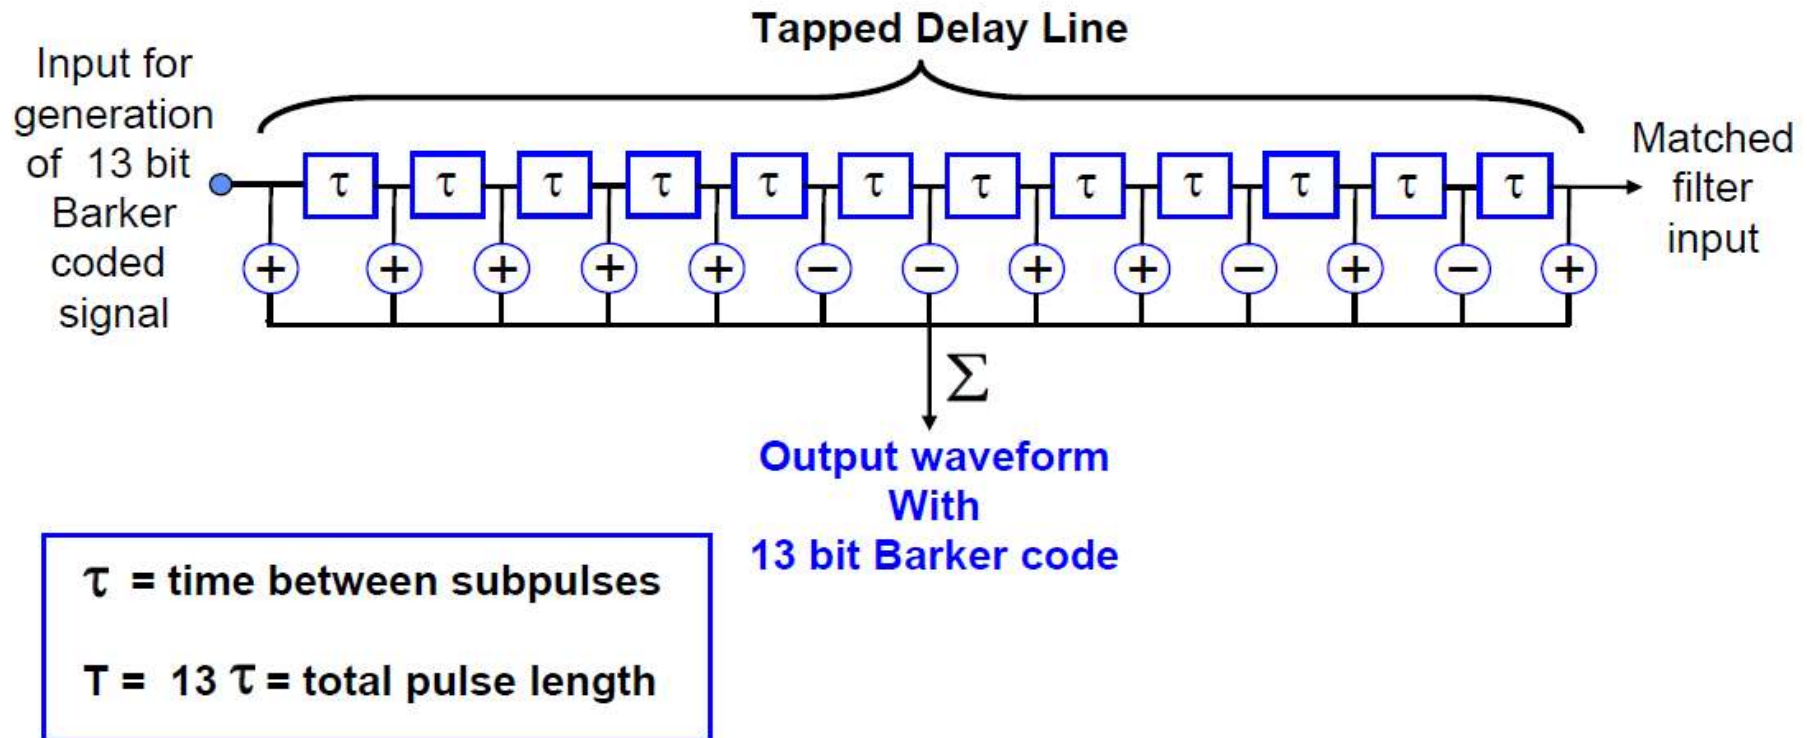 Tapped Delay Line
Input for
generation
of 13 bit
Barker
coded
signal
τ τ τ τ τ τ τ τ τ τ τ τ
Matched
filter
input
+ + + + + − − + + − + − +
Σ
Output waveform
With
13 bit Barker code
τ = time between subpulses
T = 13 τ = total pulse length